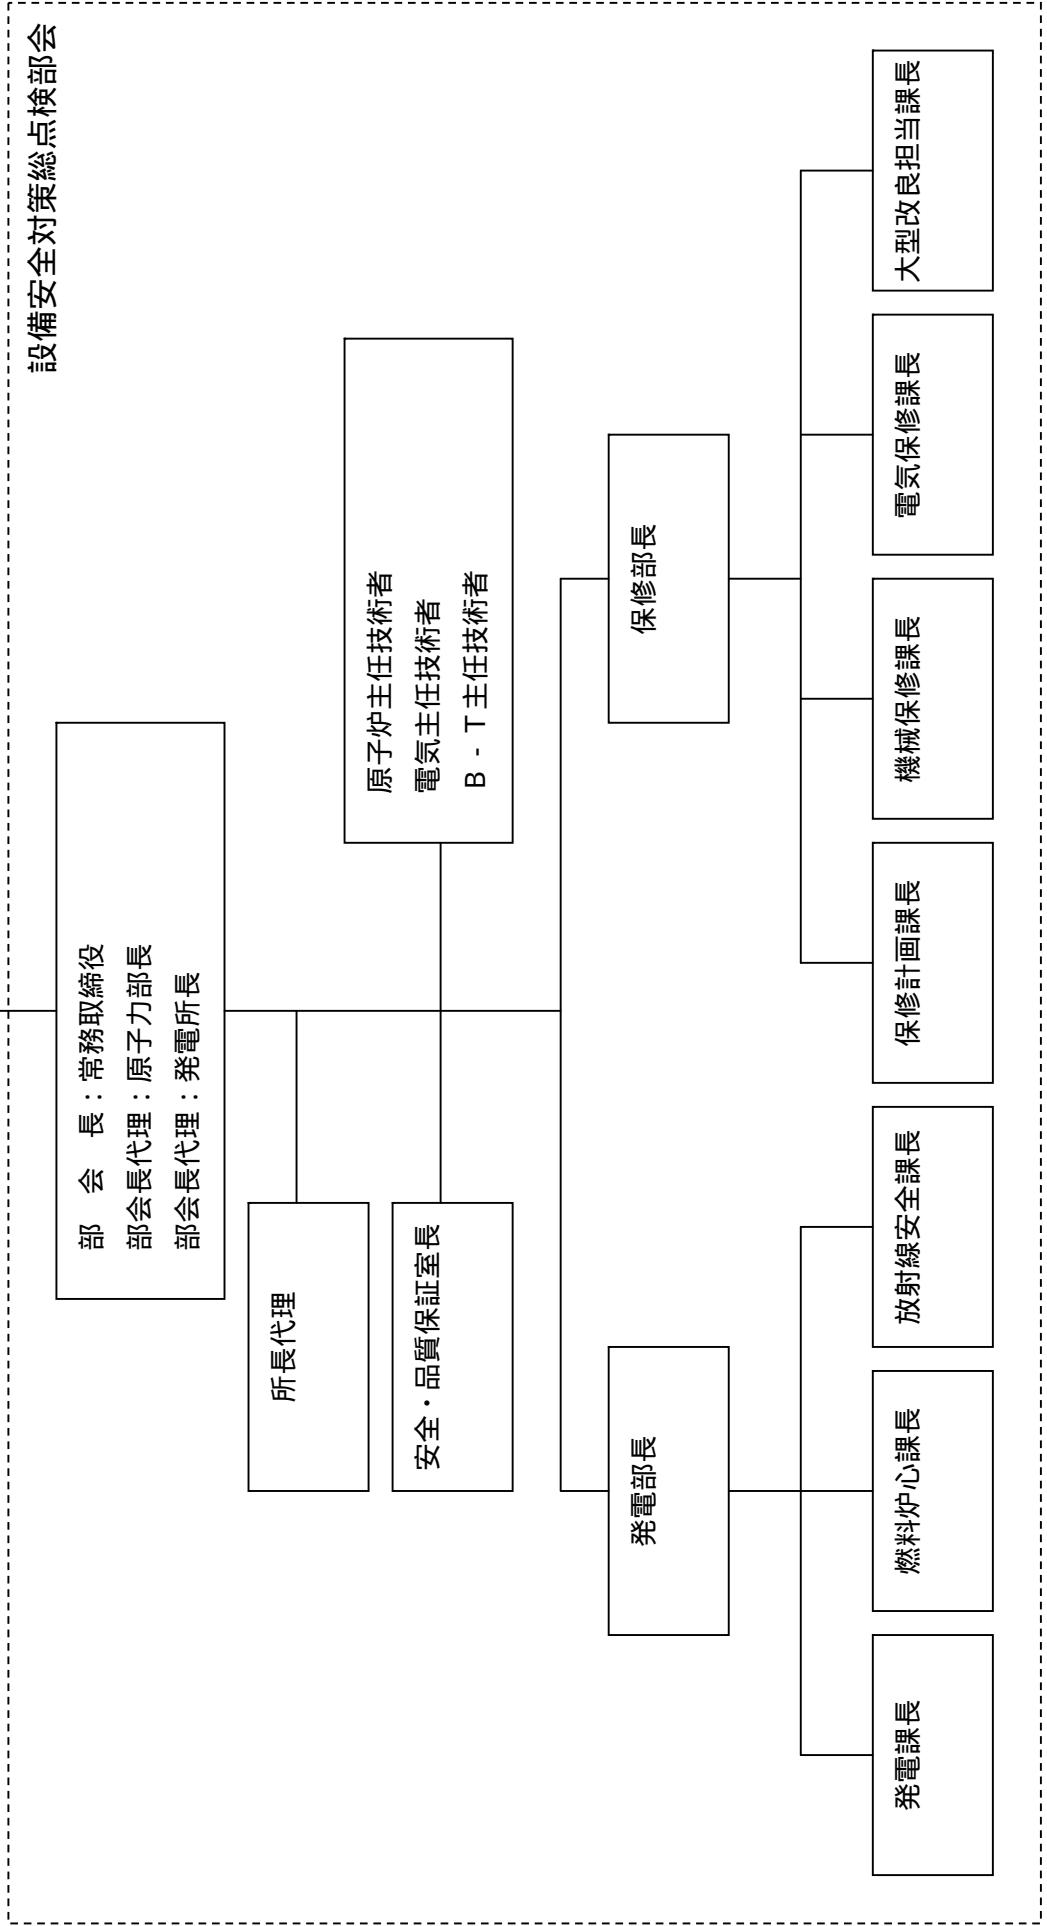 設備安全対策総点検部会
部　会　長：常務取締役
部会長代理：原子力部長
部会長代理：発電所長
所長代理
安全・品質保証室長
原子炉主任技術者
電気主任技術者
Ｂ‐Ｔ主任技術者
発電部長
保修部長
発電課長
燃料炉心課長
放射線安全課長
保修計画課長
機械保修課長
電気保修課長
大型改良担当課長